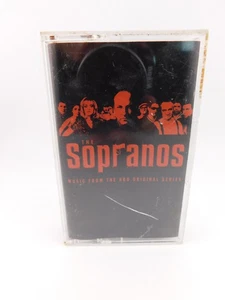 THE
Sopranos
MUSIC FROM THE HBO ORIGINAL SERIES